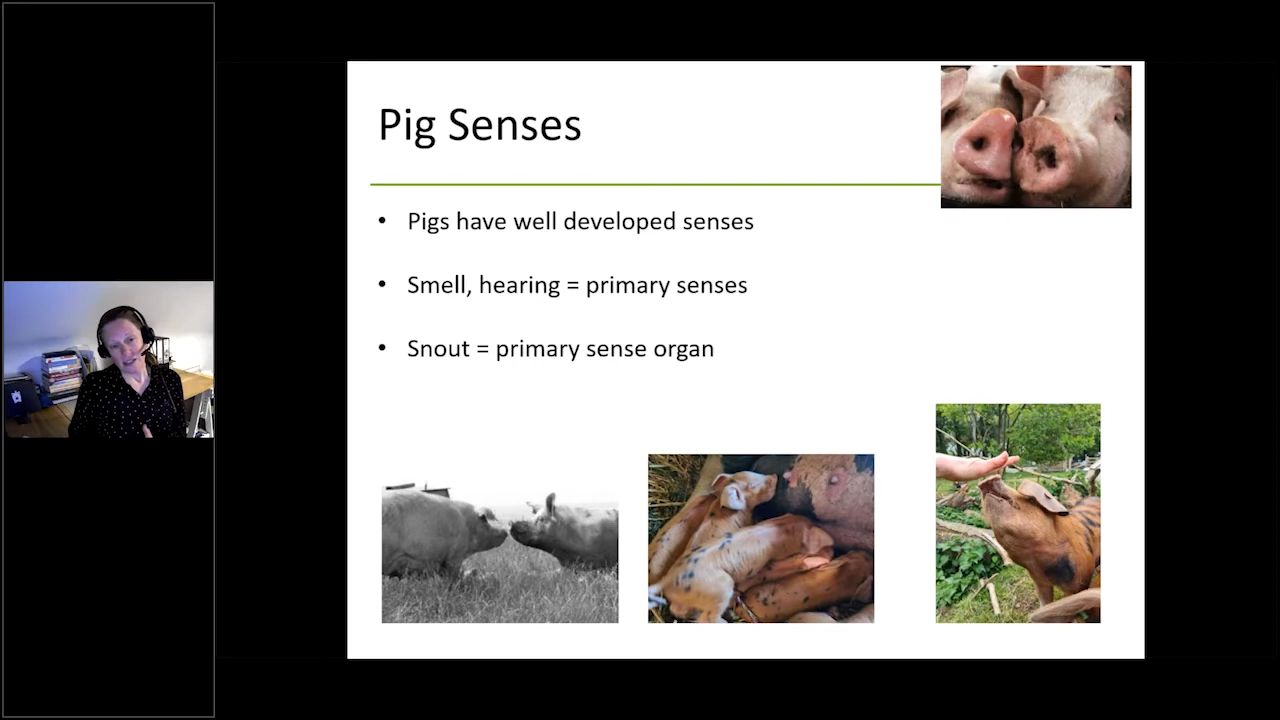 Pig Senses
• Pigs have well developed senses
• Smell, hearing = primary senses
• Snout = primary sense organ